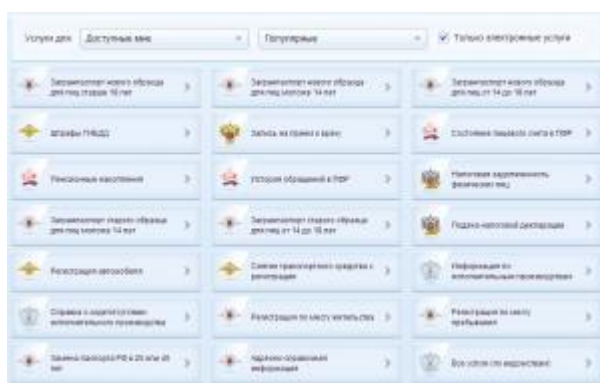 Услуги для Доступные мне Популярные Только электронные услуги
Загранпаспорт нового образца
для лиц старше 18 лет
Загранпаспорт нового образца
для лиц моложе 14 лет
Загранпаспорт нового образца
для лиц от 14 до 18 лет
Штрафы ГИБДД
Запись на прием к врачу
Состояние лицевого счета в ПФР
Пенсионные накопления
История обращений в ПФР
Налоговая задолженность
физических лиц
Загранпаспорт старого образца
для лиц моложе 14 лет
Загранпаспорт старого образца
для лиц от 14 до 18 лет
Подача налоговой декларации
Регистрация автомобиля
Снятие транспортного средства с
регистрации
Информация по
исполнительным производствам
Справка о
исполнительного производства
Регистрация по месту жительства
Регистрация по месту
пребывания
Замена паспорта РФ в 20 или 45
лет
Адресно-справочная
информация
Все услуги (по ведомствам)